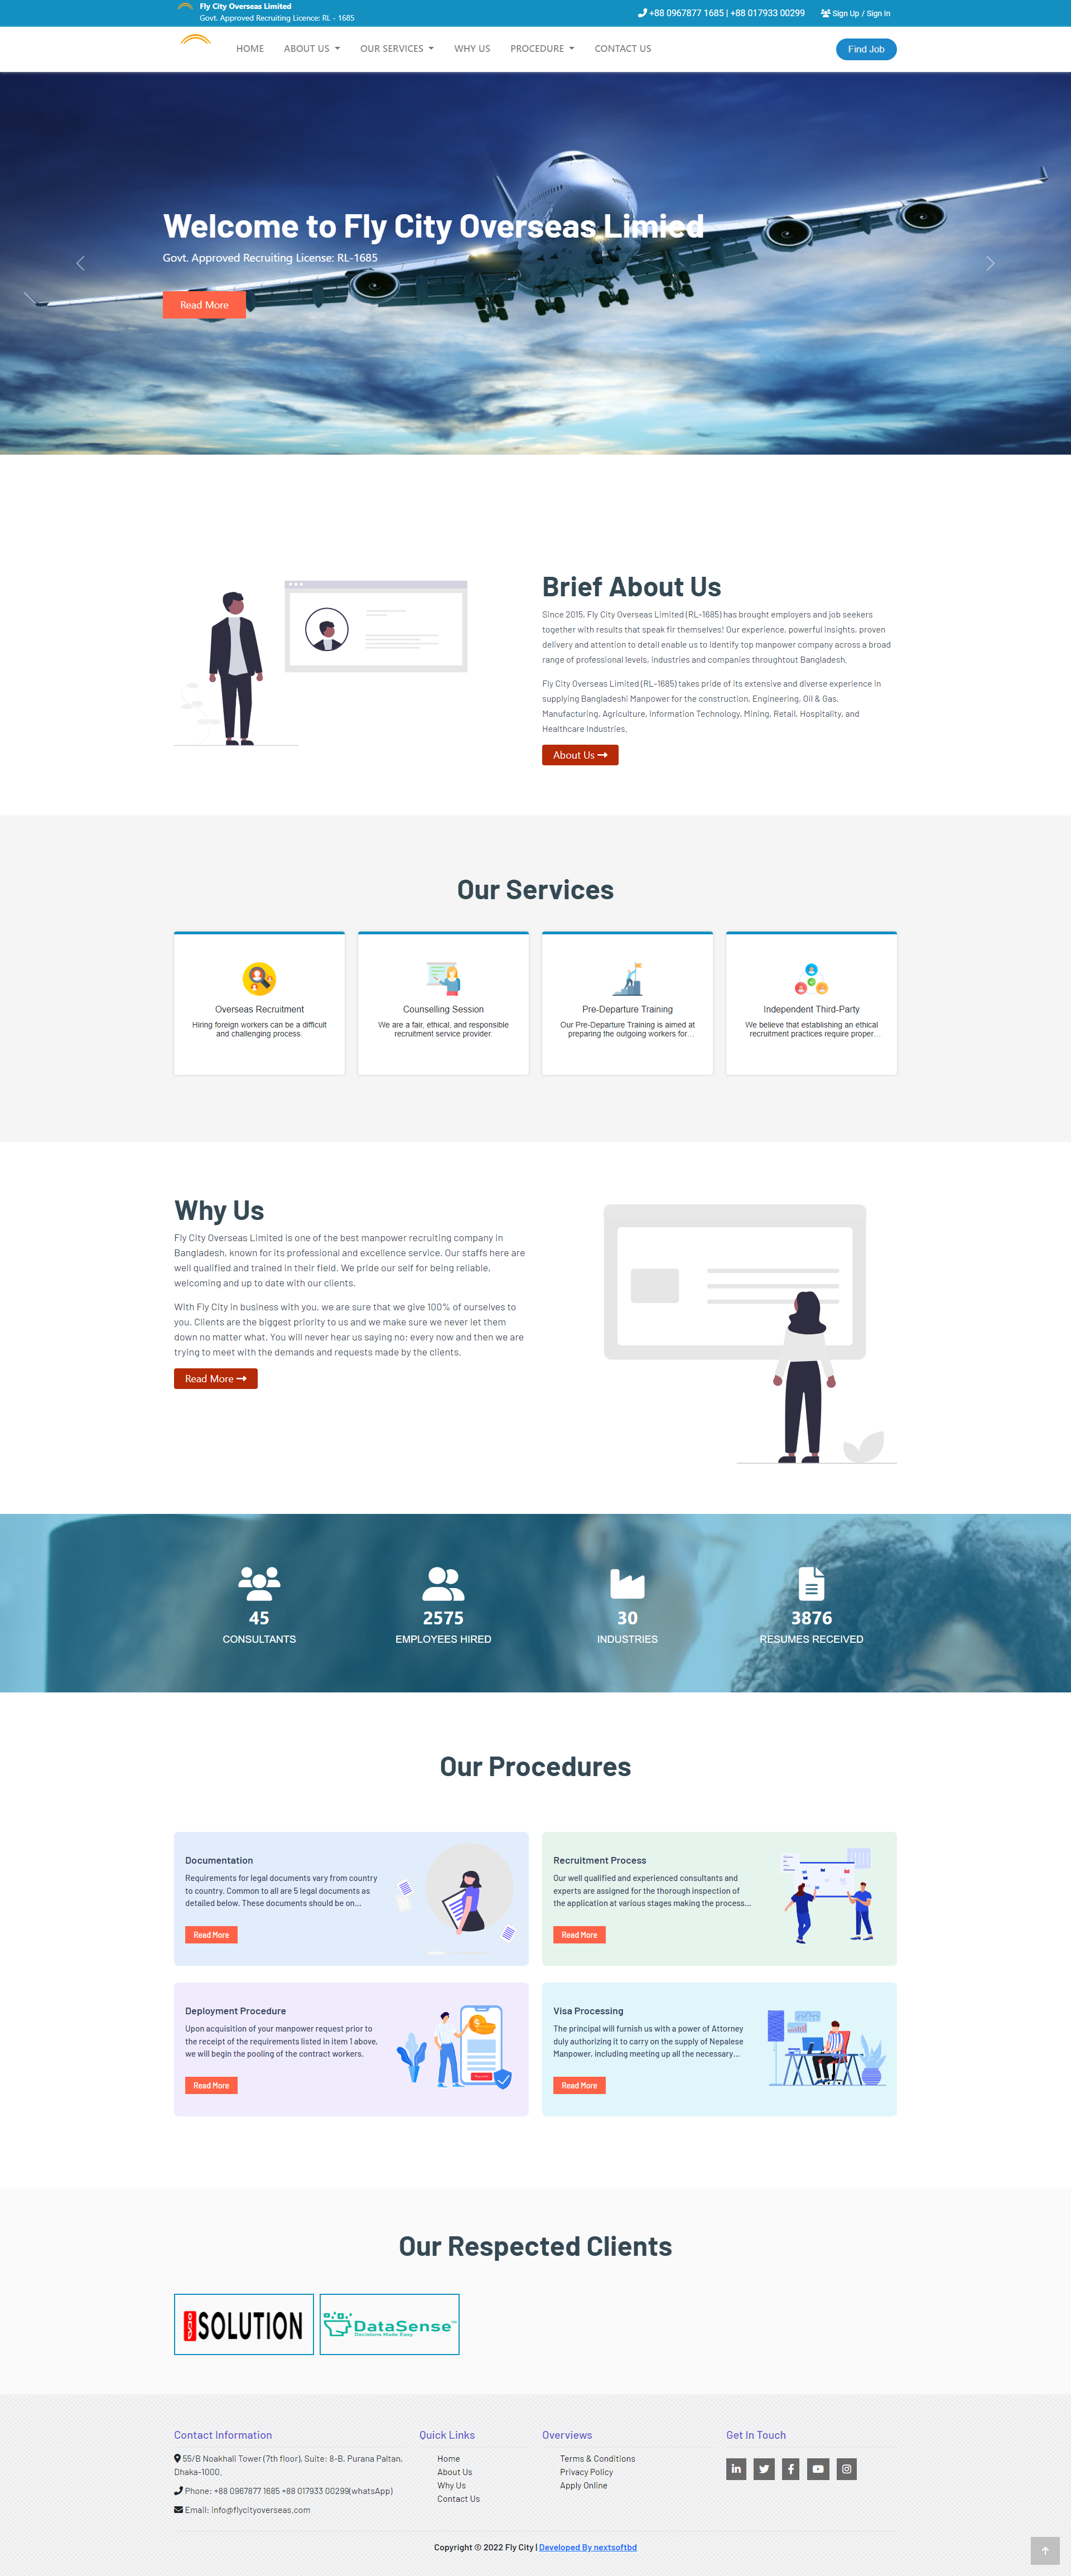 Fly City Overseas Limited
Govt. Approved Recruiting Licence: RL - 1685
+88 0967877 1685 | +88 017933 00299
Sign Up / Sign In
HOME
ABOUT US
OUR SERVICES
WHY US
PROCEDURE
CONTACT US
Find Job
Welcome to Fly City Overseas Limied
Govt. Approved Recruiting License: RL-1685
Read More
Brief About Us
Since 2015, Fly City Overseas Limited (RL-1685) has brought employers and job seekers
together with results that speak fir themselves! Our experience, powerful insights, proven
delivery and attention to detail enable us to identify top manpower company across a broad
range of professional levels, industries and companies throughtout Bangladesh.
Fly City Overseas Limited (RL-1685) takes pride of its extensive and diverse experience in
supplying Bangladeshi Manpower for the construction, Engineering, Oil & Gas,
Manufacturing, Agriculture, Information Technology, Mining, Retail, Hospitality, and
Healthcare Industries.
About Us
Our Services
Overseas Recruitment
Hiring foreign workers can be a difficult
and challenging process.
Counselling Session
We are a fair, ethical, and responsible
recruitment service provider.
Pre-Departure Training
Our Pre-Departure Training is aimed at
preparing the outgoing workers for...
Independent Third-Party
We believe that establishing an ethical
recruitment practices require proper...
Why Us
Fly City Overseas Limited is one of the best manpower recruiting company in
Bangladesh, known for its professional and excellence service. Our staffs here are
well qualified and trained in their field. We pride our self for being reliable,
welcoming and up to date with our clients.
With Fly City in business with you, we are sure that we give 100% of ourselves to
you. Clients are the biggest priority to us and we make sure we never let them
down no matter what. You will never hear us saying no: every now and then we are
trying to meet with the demands and requests made by the clients.
Read More
45
CONSULTANTS
2575
EMPLOYEES HIRED
30
INDUSTRIES
3876
RESUMES RECEIVED
Our Procedures
Documentation
Requirements for legal documents vary from country
to country. Common to all are 5 legal documents as
detailed below. These documents should be on...
Read More
Recruitment Process
Our well qualified and experienced consultants and
experts are assigned for the thorough inspection of
the application at various stages making the process...
Read More
Deployment Procedure
Upon acquisition of your manpower request prior to
the receipt of the requirements listed in item 1 above,
we will begin the pooling of the contract workers.
Read More
Visa Processing
The principal will furnish us with a power of Attorney
duly authorizing it to carry on the supply of Nepalese
Manpower, including meeting up all the necessary...
Read More
Our Respected Clients
SOLUTION
DataSense™
Decisions Made Easy
Contact Information
55/B Noakhali Tower (7th floor), Suite: 8-B, Purana Paltan,
Dhaka-1000.
Phone: +88 0967877 1685 +88 017933 00299(whatsApp)
Email: info@flycityoverseas.com
Quick Links
Home
About Us
Why Us
Contact Us
Overviews
Terms & Conditions
Privacy Policy
Apply Online
Get In Touch
Copyright © 2022 Fly City | Developed By nextsoftbd